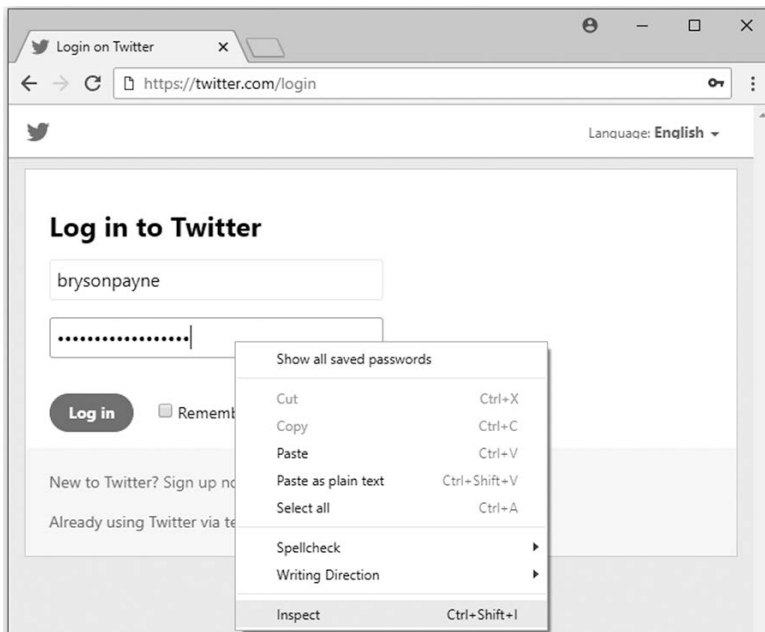 Login on Twitter
https://twitter.com/login
Language: English
Log in to Twitter
brysonpayne
••••••••••••••••••
Show all saved passwords
Cut Ctrl+X
Copy Ctrl+C
Log in
Paste Ctrl+V
Paste as plain text Ctrl+Shift+V
New to Twitter? Sign up
Select all Ctrl+A
Already using Twitter via
Spellcheck
Writing Direction
Inspect Ctrl+Shift+I